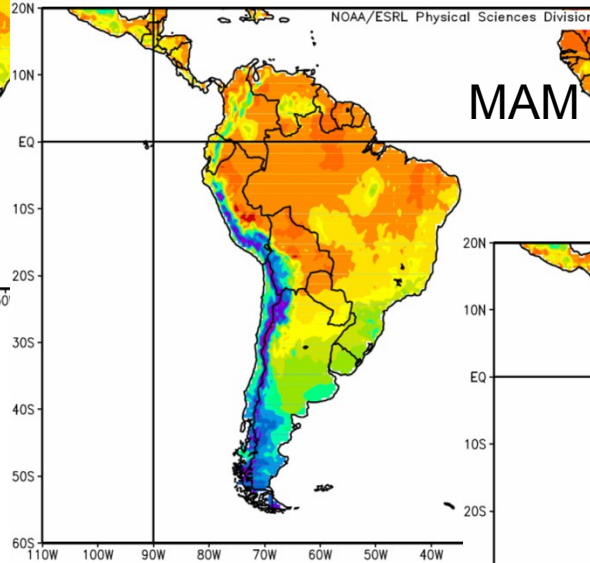 20N
NOAA/ESRL Physical Sciences Division
10N
MAM
EQ
10S
20S
30S
40S
50S
60S
110W 100W 90W 80W 70W 60W 50W 40W
20N
10N
EQ
10S
20S